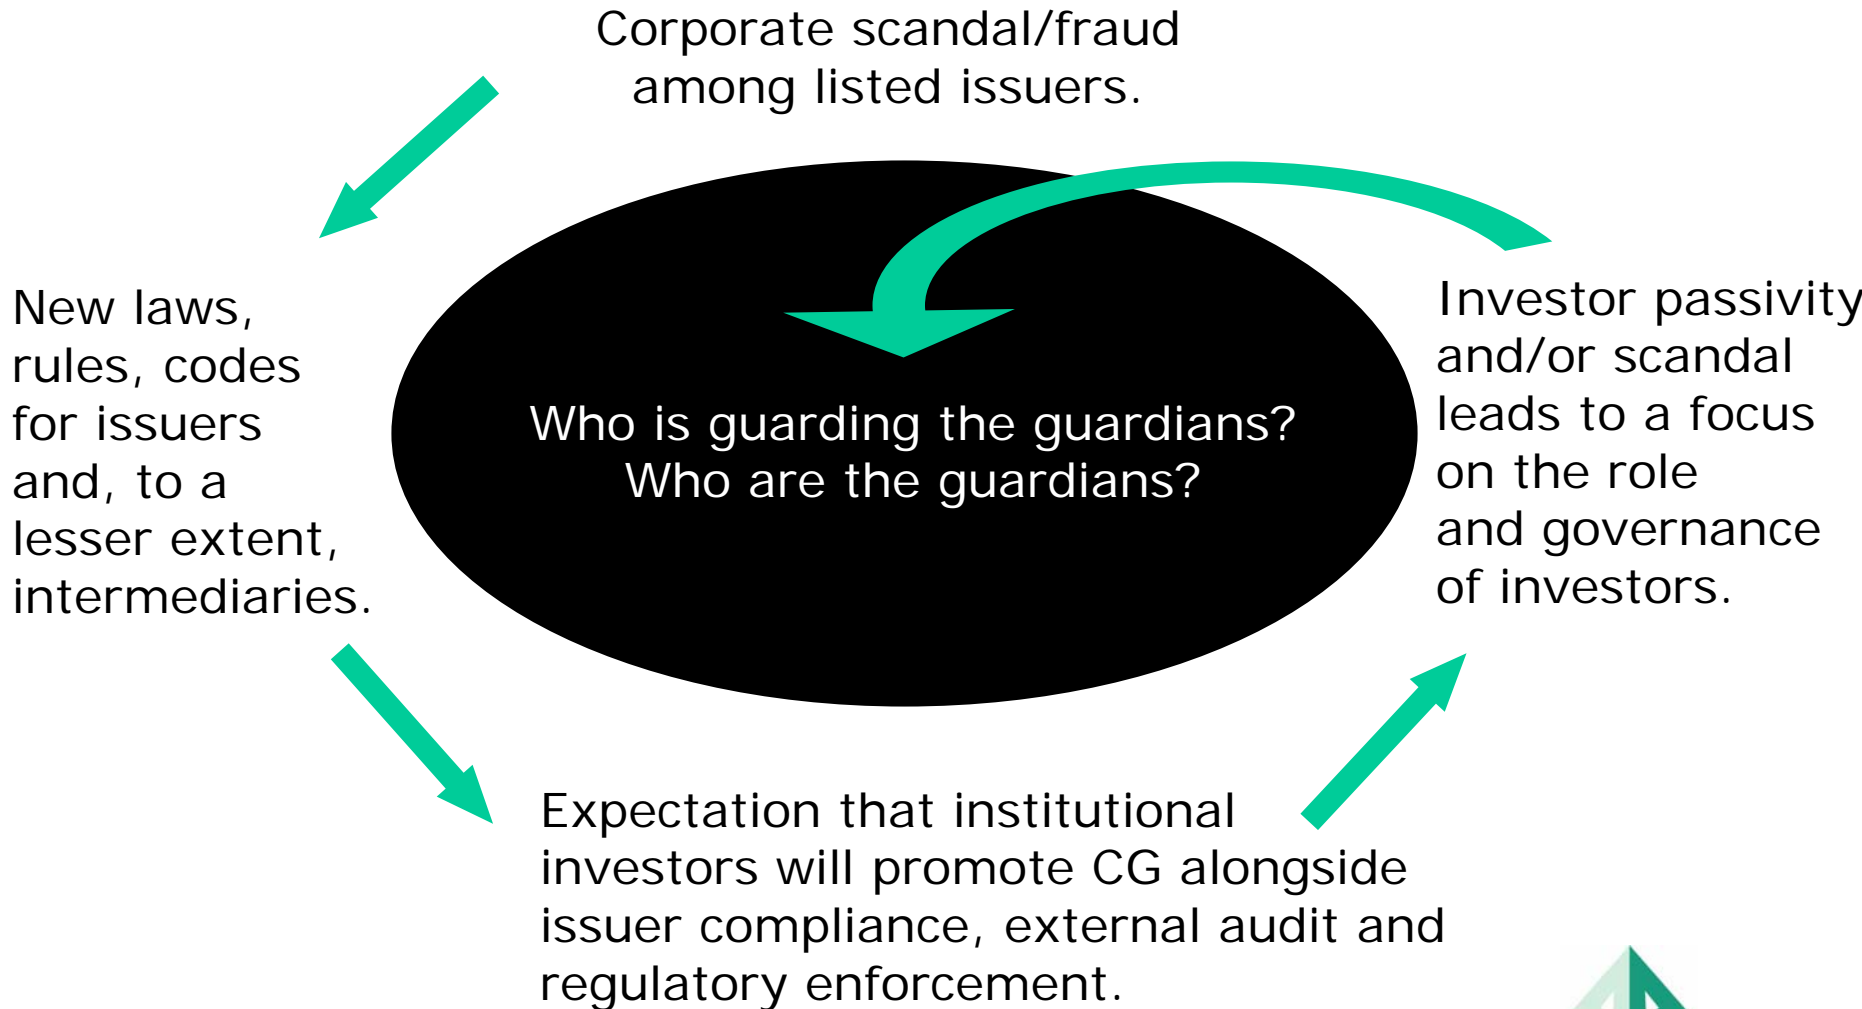 Corporate scandal/fraud
among listed issuers.
New laws,
rules, codes
for issuers
and, to a
lesser extent,
intermediaries.
Who is guarding the guardians?
Who are the guardians?
Investor passivity
and/or scandal
leads to a focus
on the role
and governance
of investors.
Expectation that institutional
investors will promote CG alongside
issuer compliance, external audit and
regulatory enforcement.